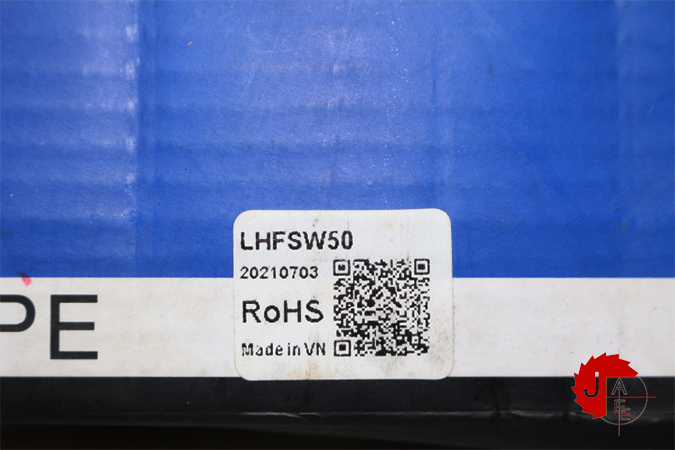 LHFSW50
20210703
RoHS
Made in VN
PE
J
A